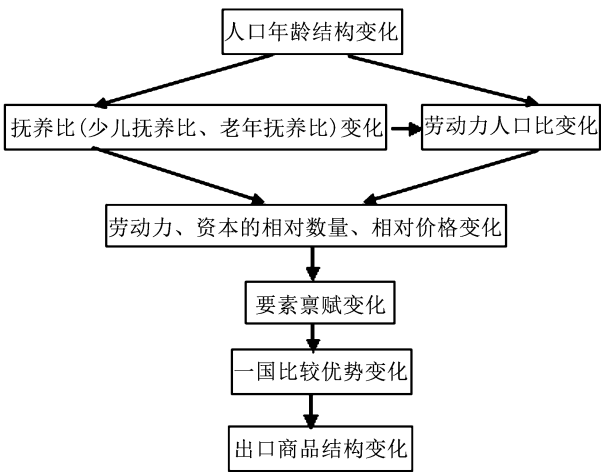 人口年龄结构变化
抚养比(少儿抚养比、老年抚养比)变化
劳动力人口比变化
劳动力、资本的相对数量、相对价格变化
要素禀赋变化
一国比较优势变化
出口商品结构变化